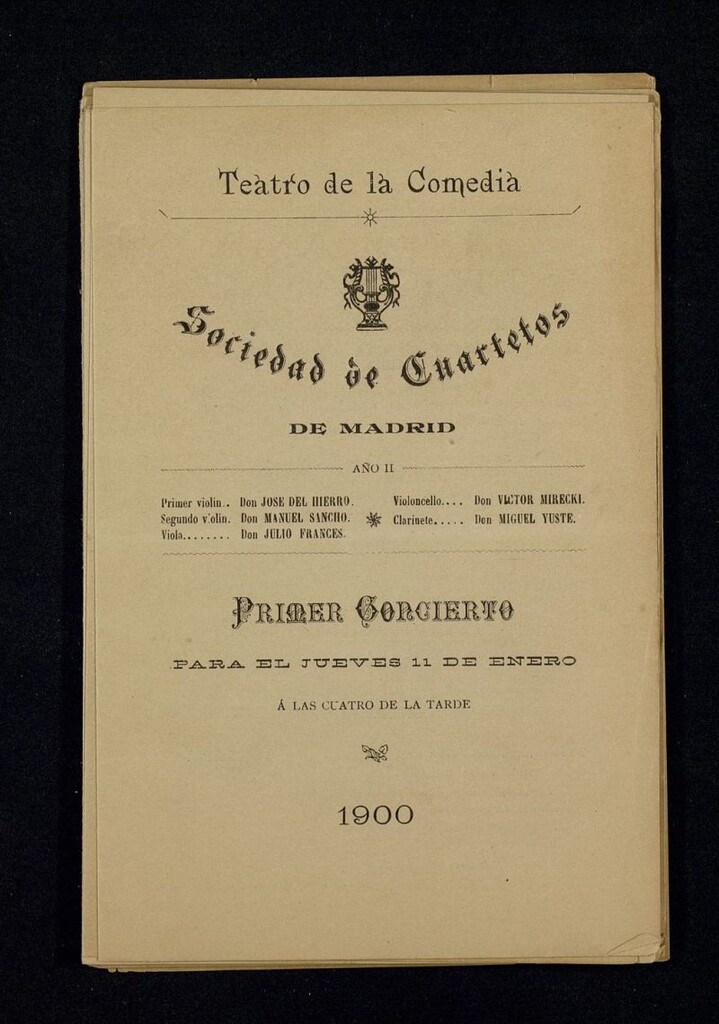 Teatro de la Comedia
Sociedad de Cuartetos
DE MADRID
AÑO II
Primer violin.. Don JOSE DEL HIERRO.
Segundo v olin. Don MANUEL SANCHO.
Viola........ Don JULIO FRANCES.
Violoncello.... Don VICTOR MIRECKI.
Clarinete..... Don MIGUEL YUSTE.
PRIMER CONCIERTO
PARA EL JUEVES 11 DE ENERO
Á LAS CUATRO DE LA TARDE
1900